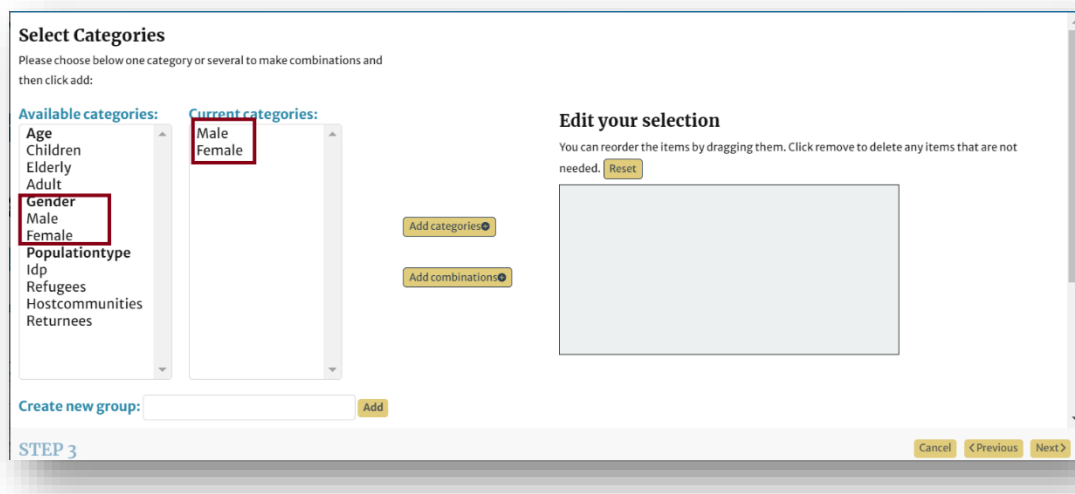 Select Categories
Please choose below one category or several to make combinations and
then click add:
Available categories:
Age
Children
Elderly
Adult
Gender
Male
Female
Populationtype
Idp
Refugees
Hostcommunities
Returnees
Current categories:
Male
Female
Add categories
Add combinations
Edit your selection
You can reorder the items by dragging them. Click remove to delete any items that are not
needed. Reset
Create new group: Add
STEP 3
Cancel <Previous Next>